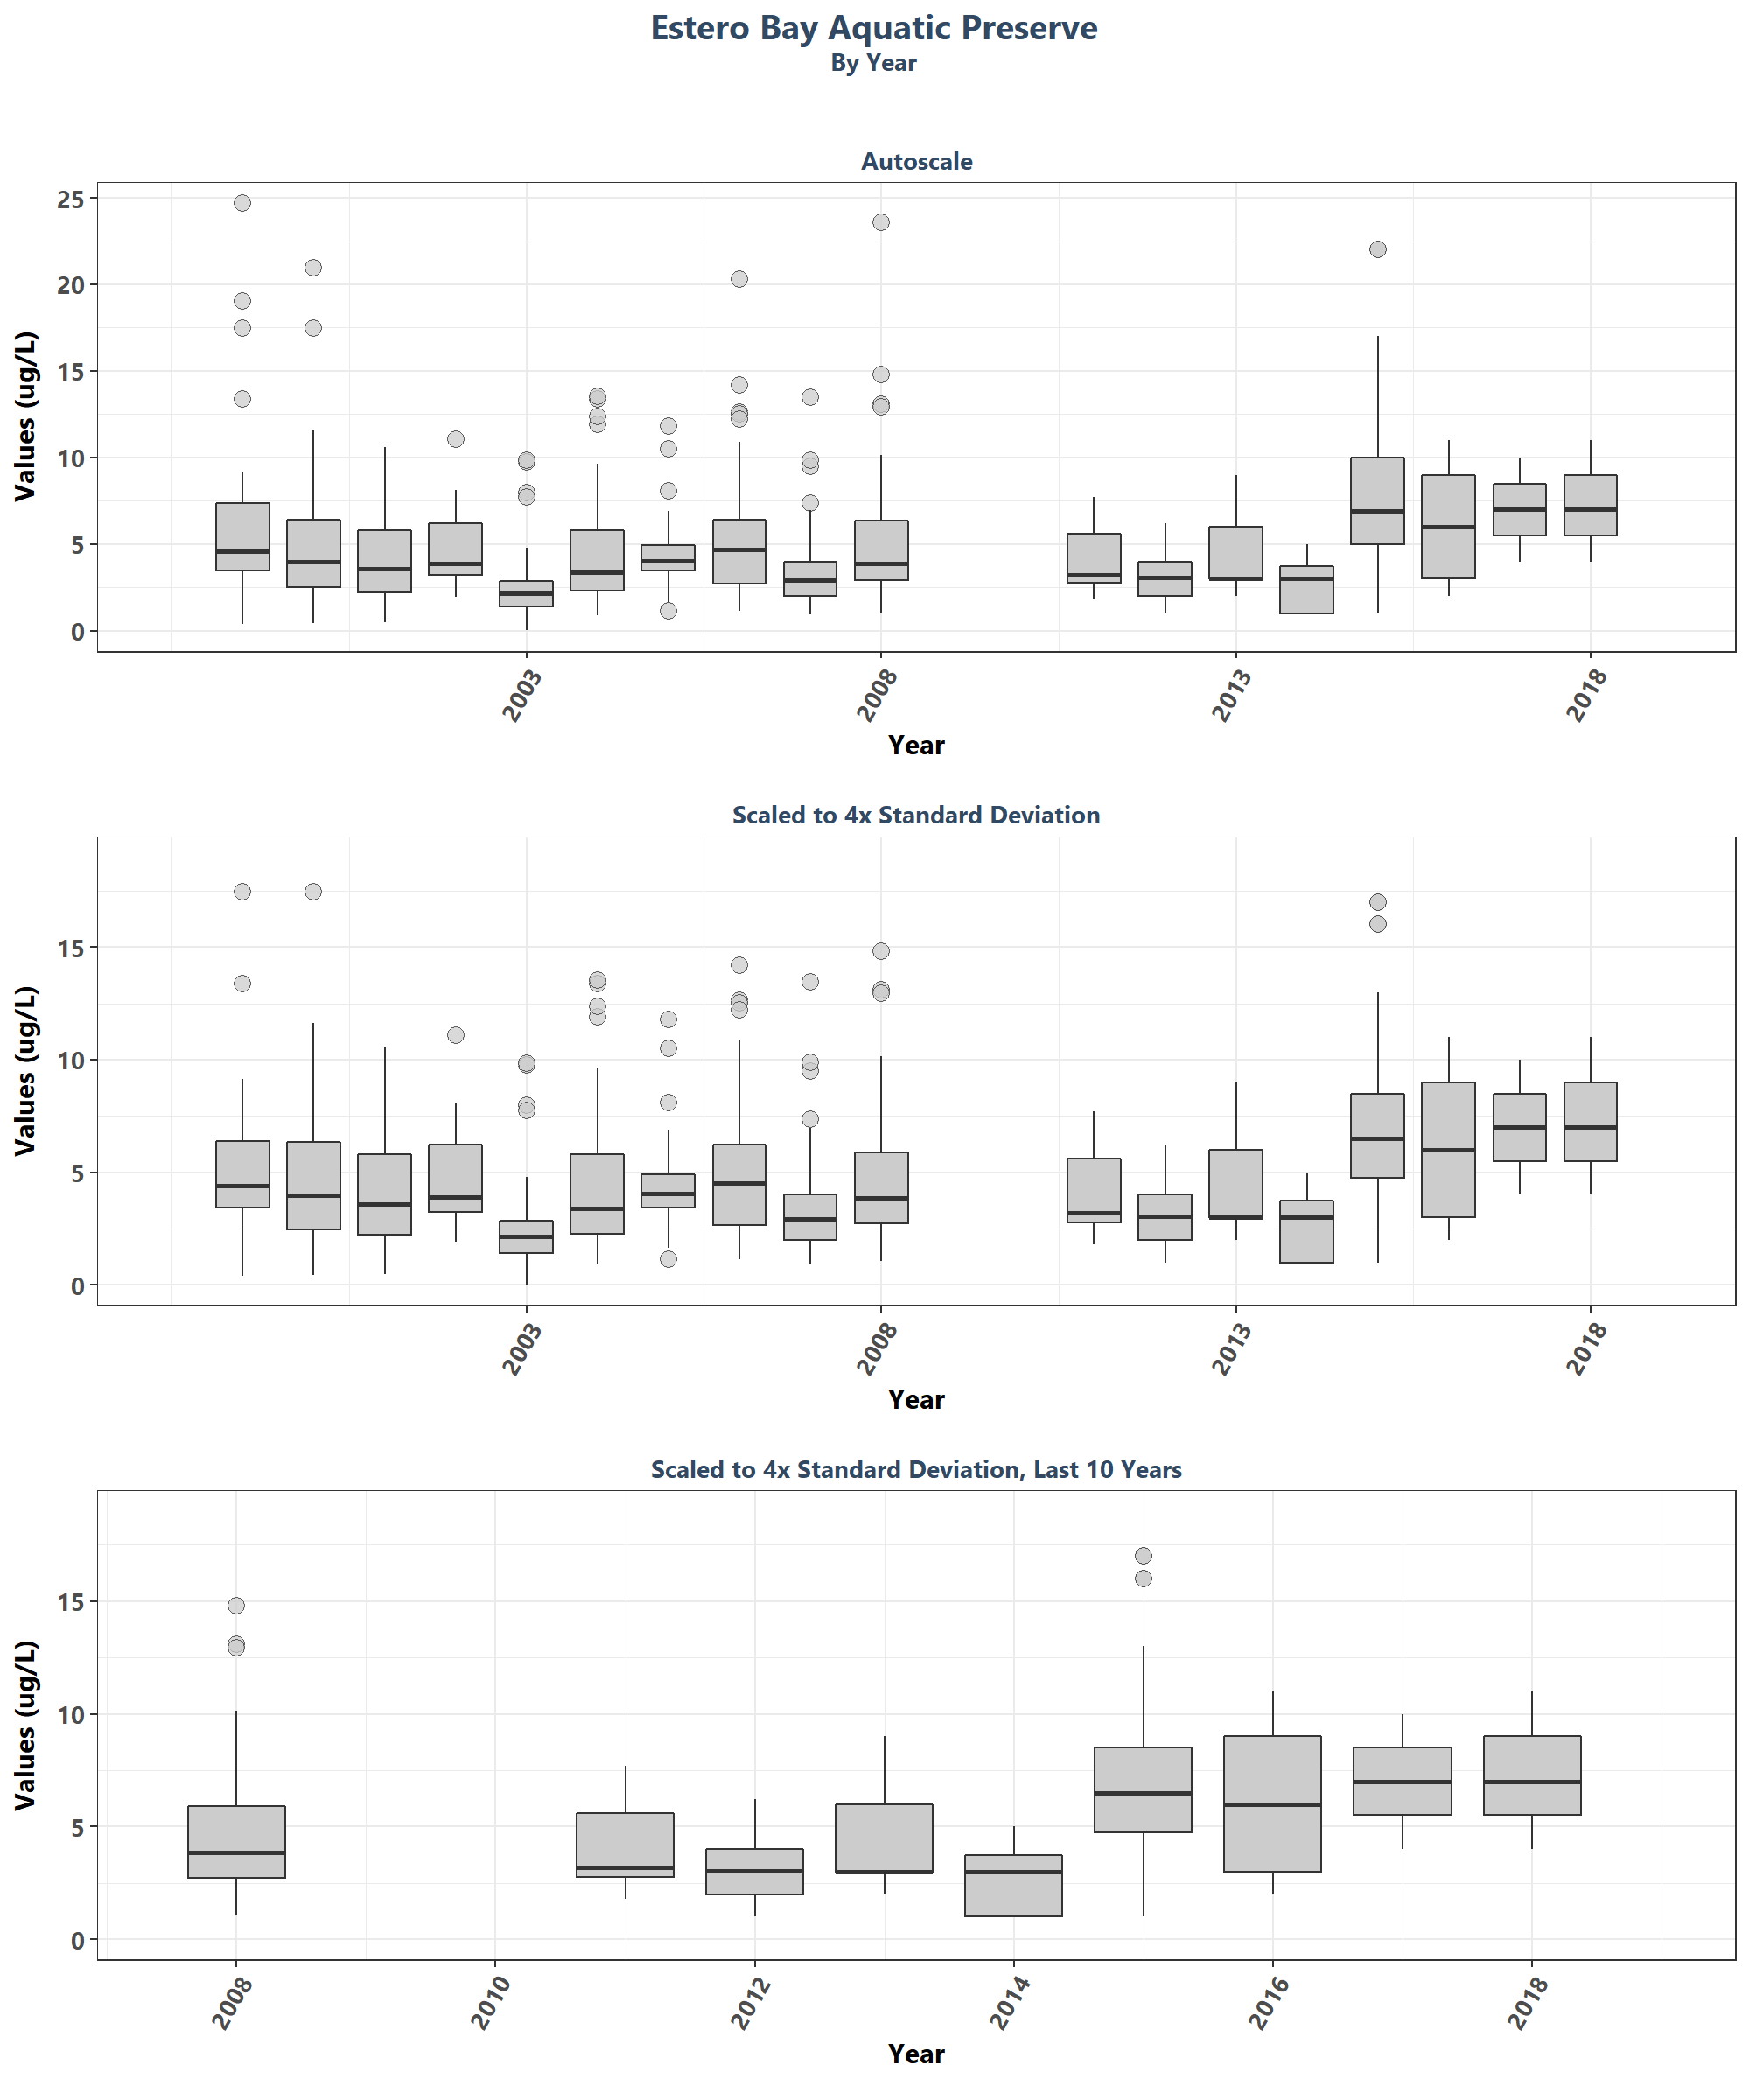 Estero Bay Aquatic Preserve
By Year
Autoscale
Values (ug/L)
25
20
15
10
5
0
2003
2008
2013
2018
Year
Scaled to 4x Standard Deviation
Values (ug/L)
15
10
5
0
2003
2008
2013
2018
Year
Scaled to 4x Standard Deviation, Last 10 Years
Values (ug/L)
15
10
5
0
2008
2010
2012
2014
2016
2018
Year